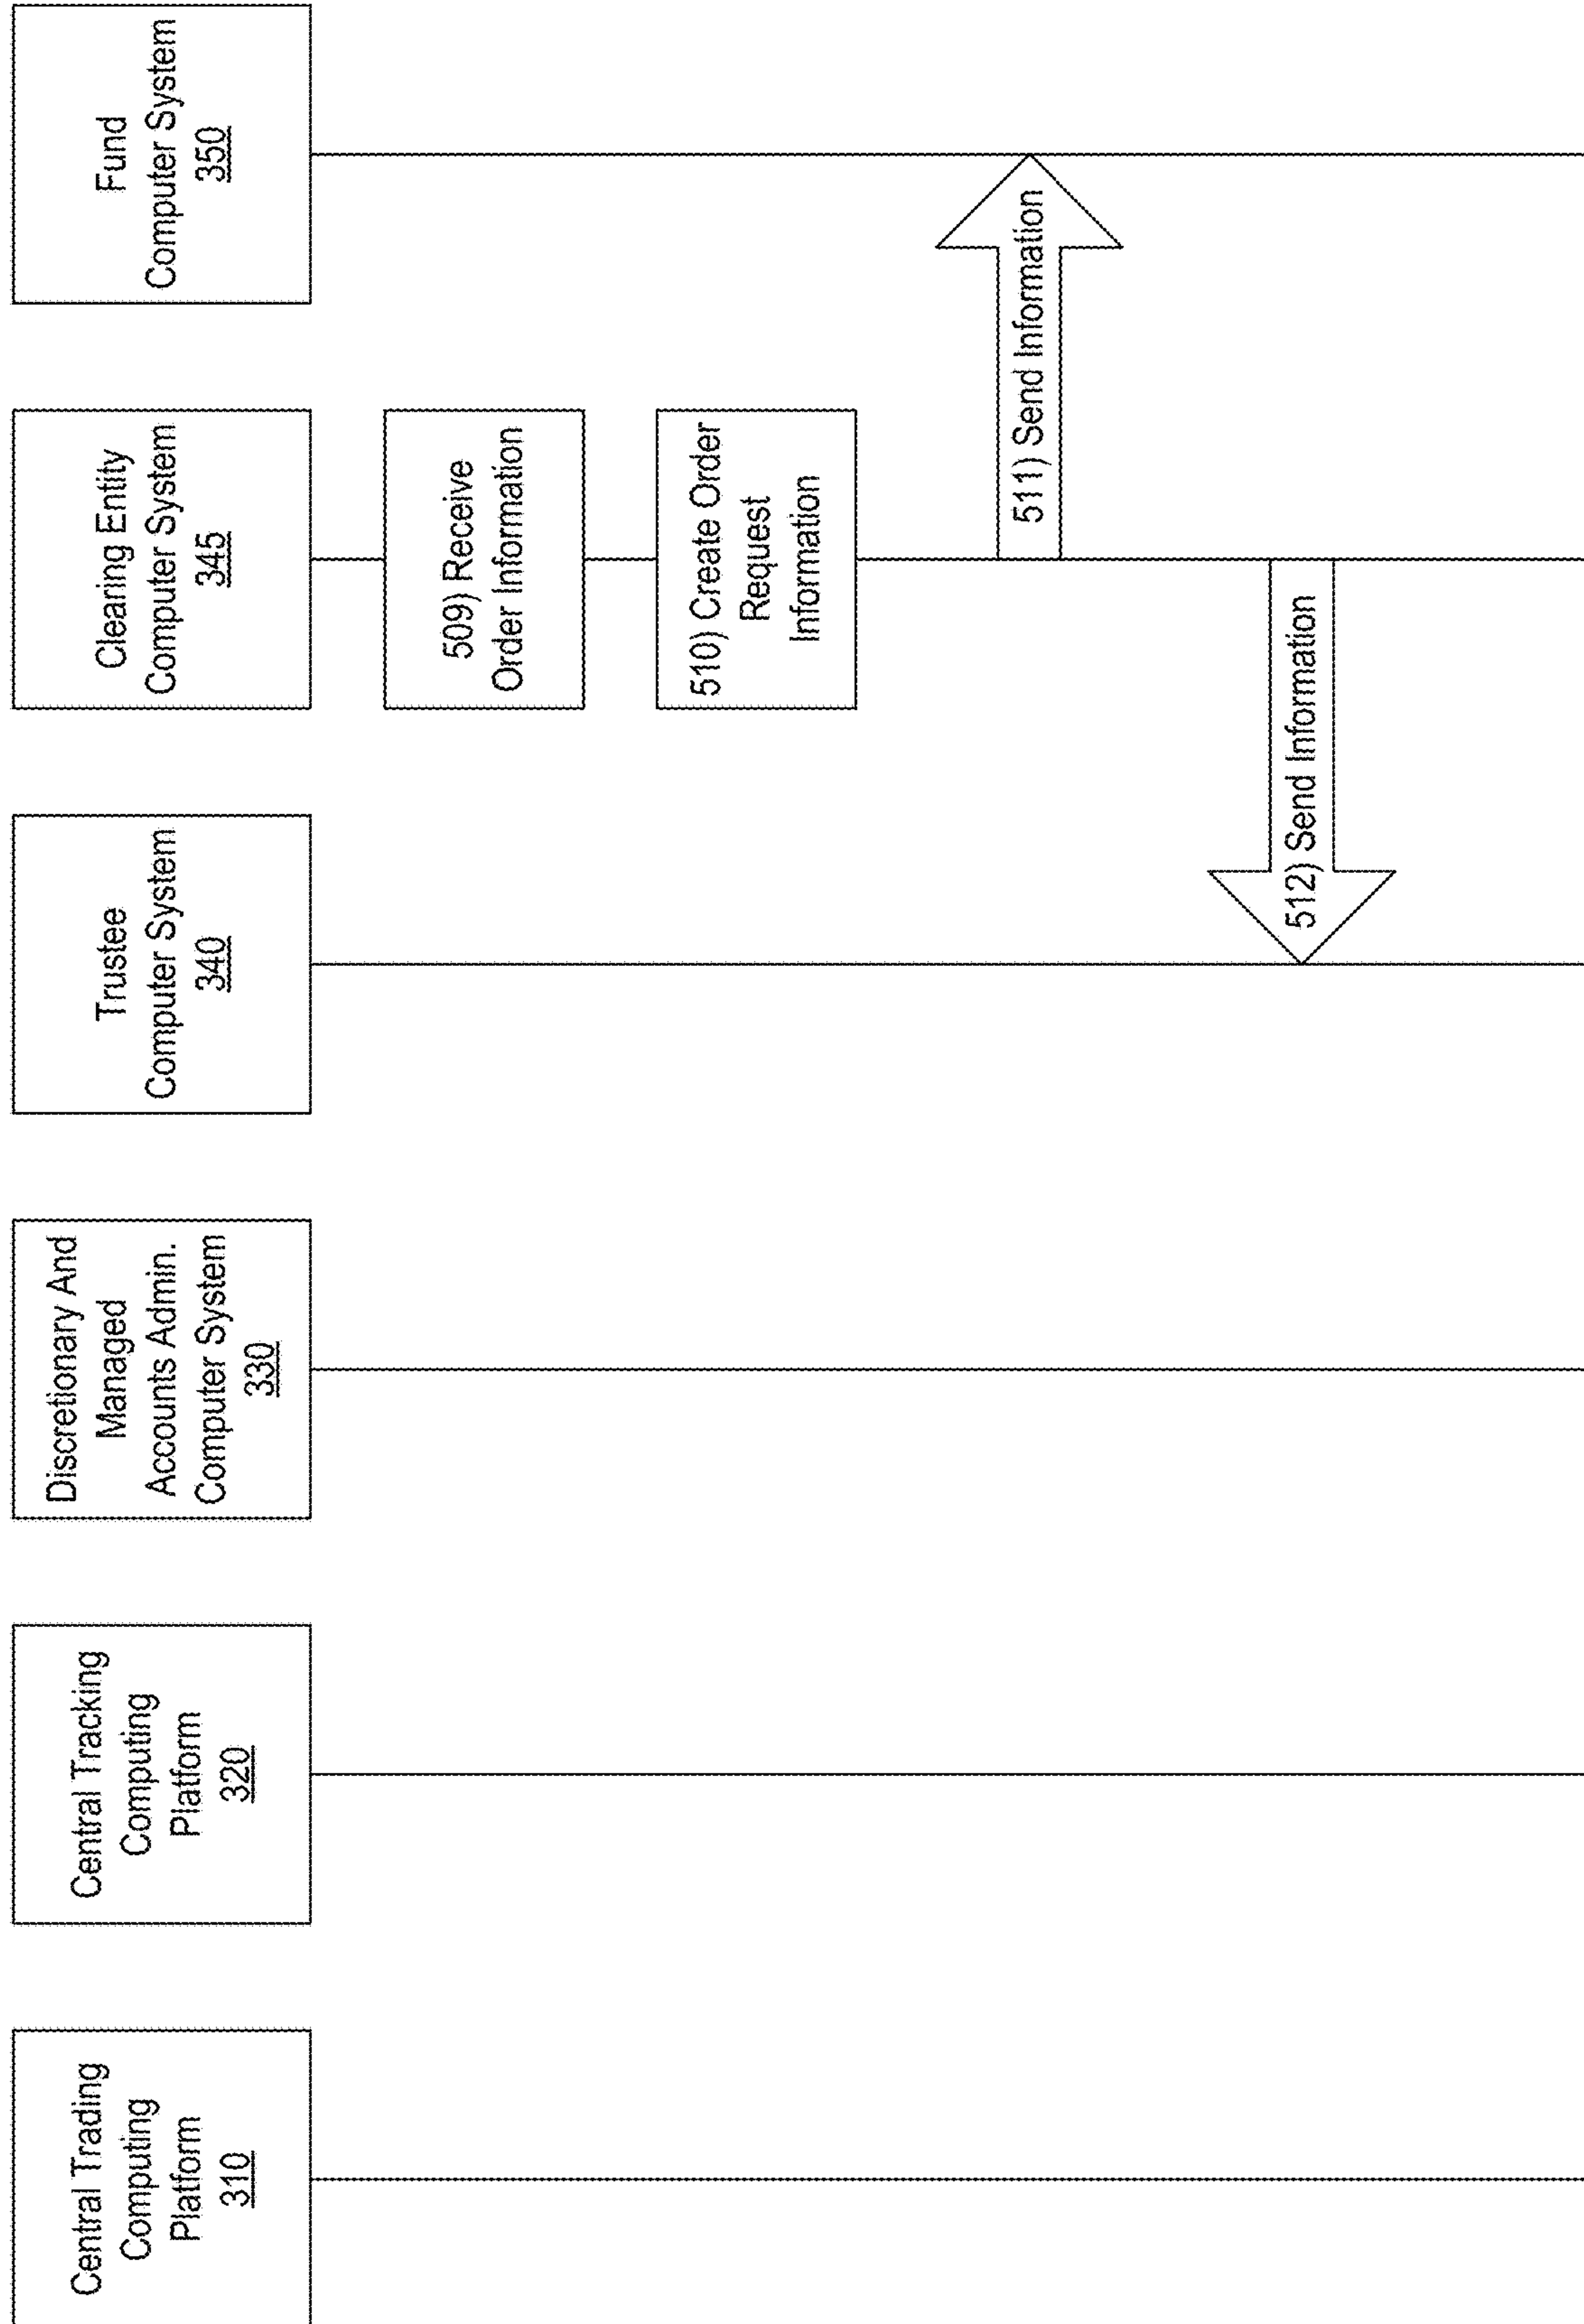 Central Trading
Computing
Platform
310
Central Tracking
Computing
Platform
320
Discretionary And
Managed
Accounts Admin.
Computer System
330
Trustee
Computer System
340
Clearing Entity
Computer System
345
Fund
Computer System
350
509) Receive
Order Information
510) Create Order
Request
Information
511) Send Information
512) Send Information